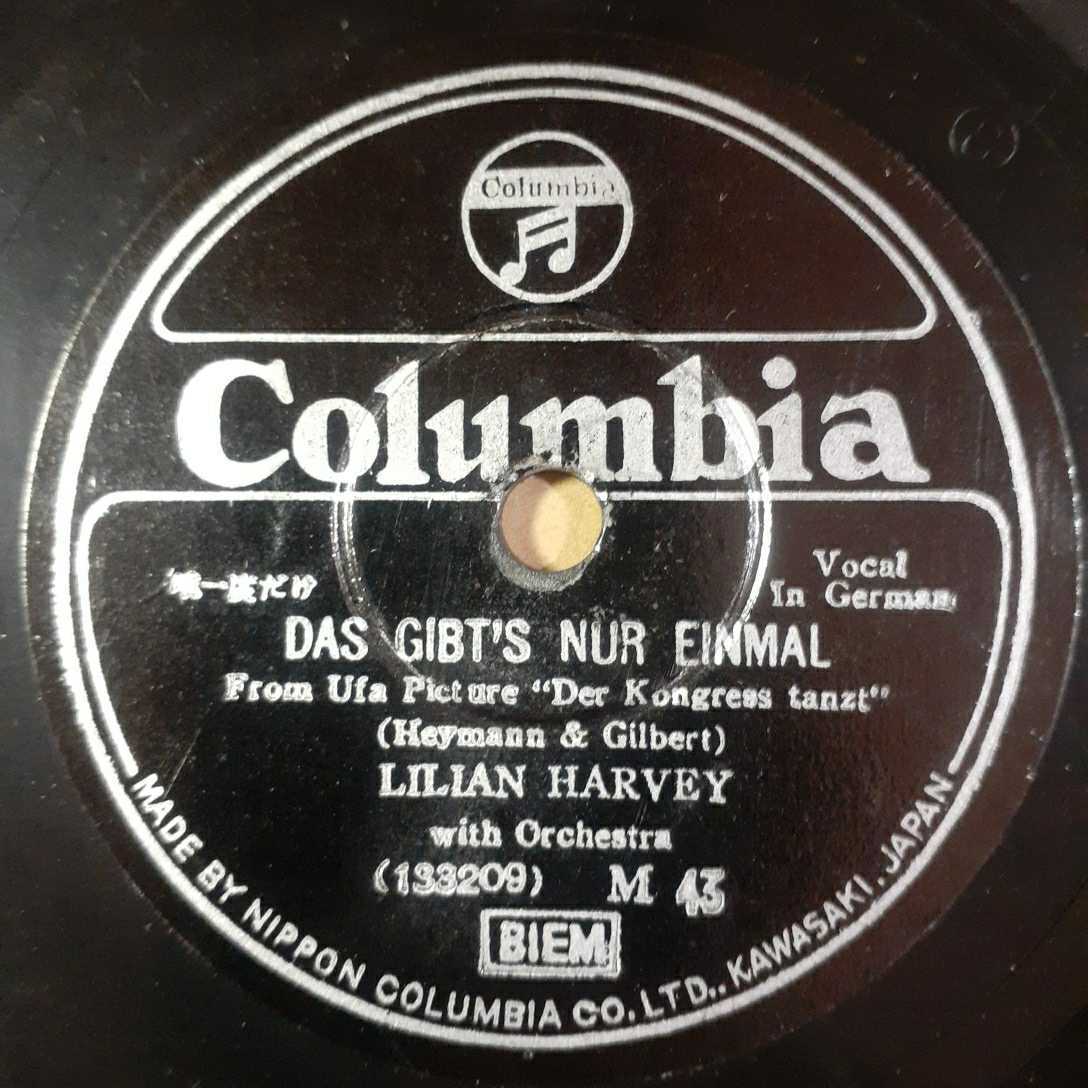 Columbia
Columbia
唯一度だけ
Vocal
In German
DAS GIBT'S NUR EINMAL
From Ufa Picture "Der Kongress tanzt"
(Heymann & Gilbert)
LILIAN HARVEY
with Orchestra
(133209) M 43
BIEM
MADE BY NIPPON COLUMBIA CO. LTD., KAWASAKI, JAPAN